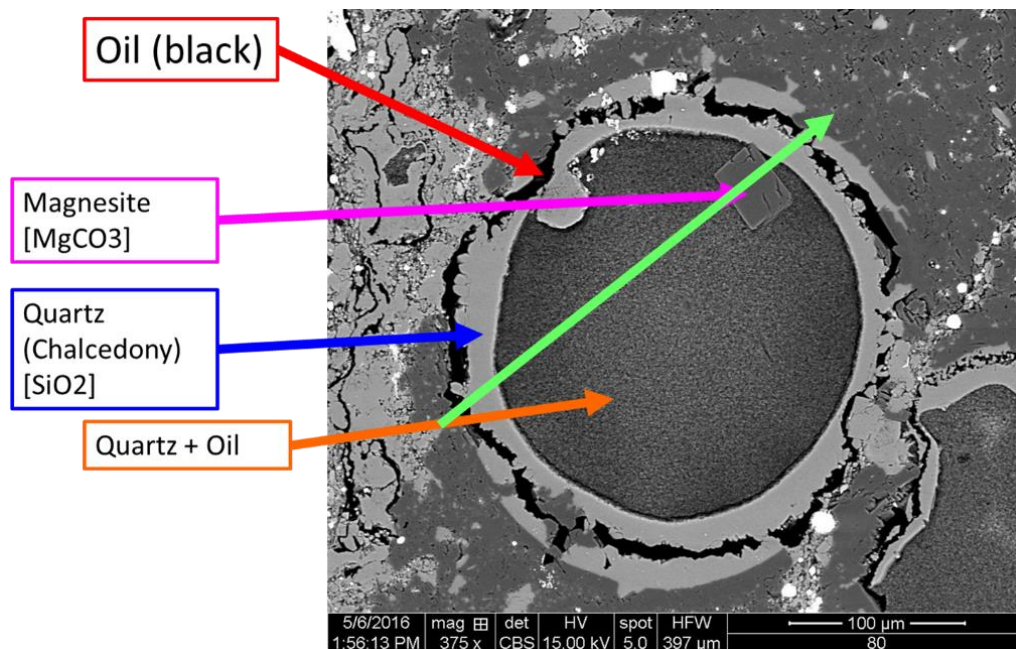 Oil (black)
Magnesite
[MgCO3]
Quartz
(Chalcedony)
[SiO2]
Quartz + Oil
5/6/2016 mag ⊞ det HV spot HFW 100 µm
1:56:13 PM 375 x CBS 15.00 kV 5.0 397 µm 80